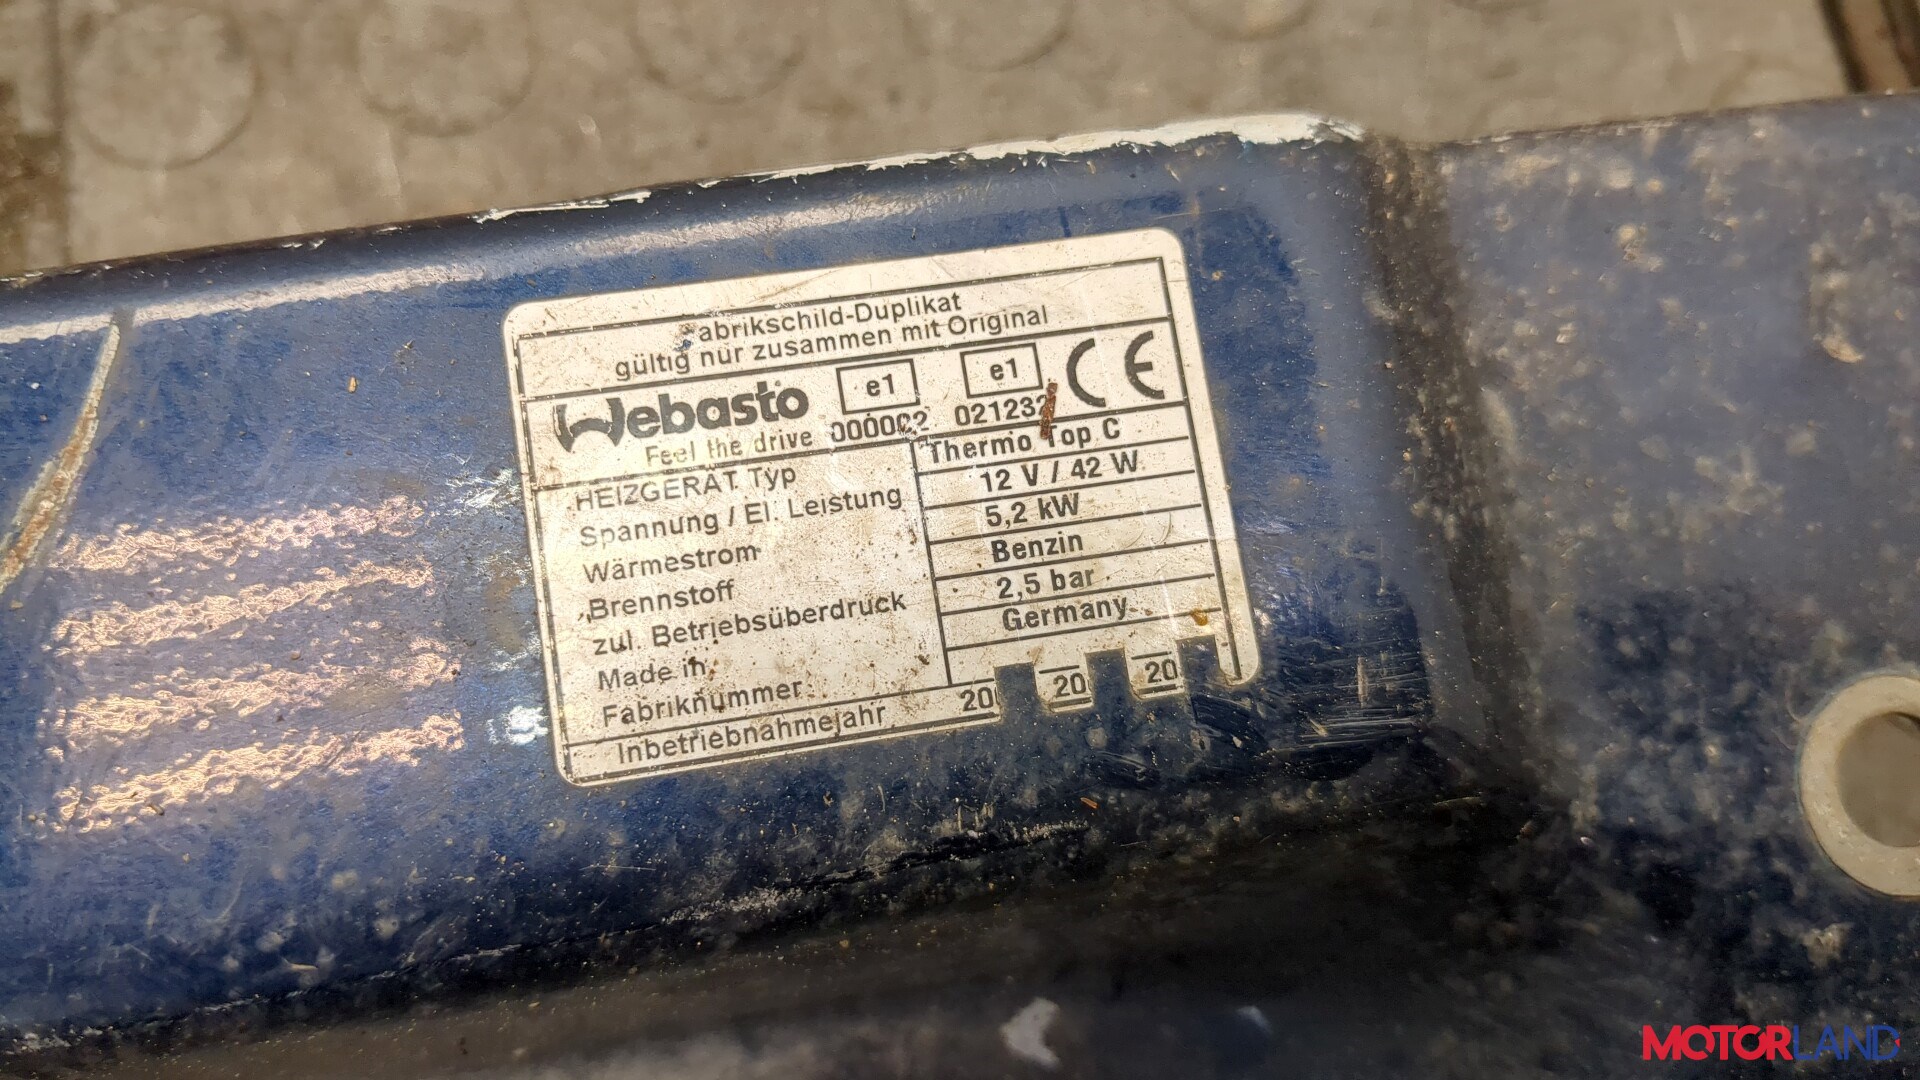 abrikschild-Duplikat
gültig nur zusammen mit Original
Webasto
Feel the drive
e1
000002
e1
CE
HEIZGERÄT Typ Thermo Top C
Spannung / El. Leistung 12 V / 42 W
Wärmestrom 5,2 kW
Brennstoff Benzin
zul. Betriebsüberdruck 2,5 bar
Made in: Germany
Fabriknummer:
Inbetriebnahmejahr 20 20 20
MOTORLAND